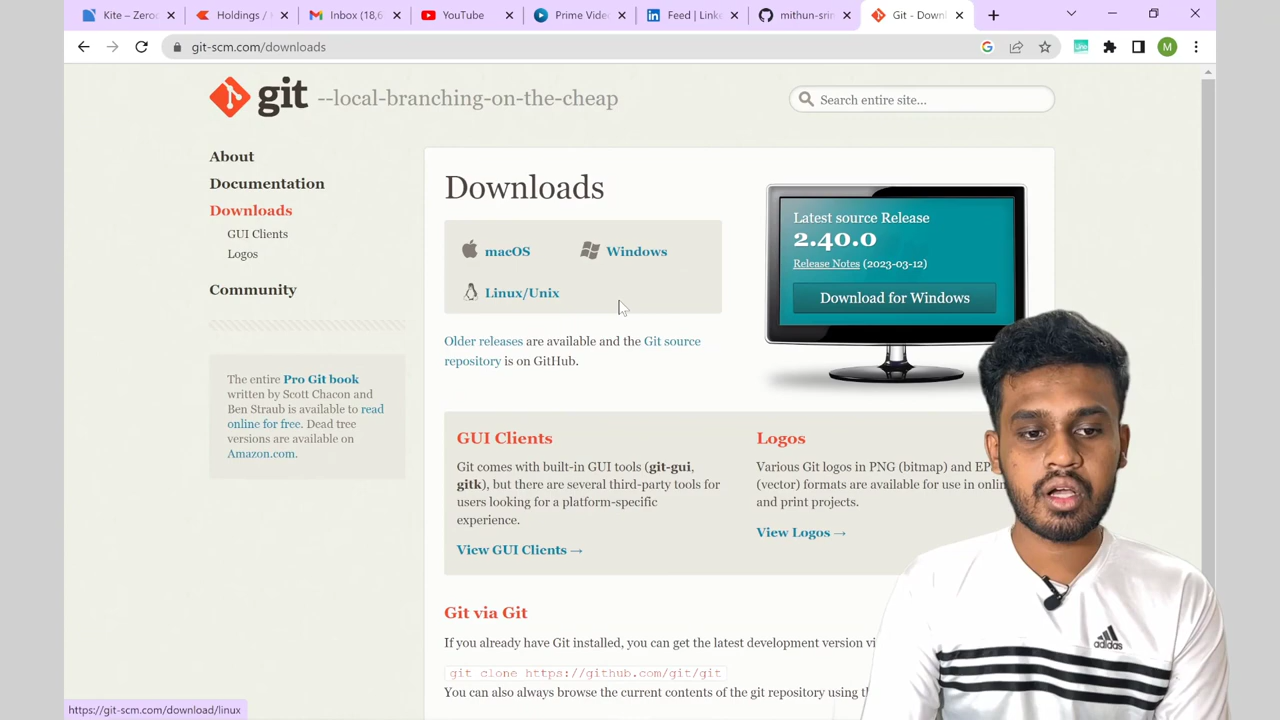 Kite – Zerod
Holdings /
Inbox (18,6
YouTube
Prime Video
Feed | Linke
mithun-srin
Git - Down
git-scm.com/downloads
M
git --local-branching-on-the-cheap
Search entire site...
About
Documentation
Downloads
GUI Clients
Logos
Community
The entire Pro Git book
written by Scott Chacon and
Ben Straub is available to read
online for free. Dead tree
versions are available on
Amazon.com.
Downloads
macOS
Windows
Linux/Unix
Older releases are available and the Git source
repository is on GitHub.
Latest source Release
2.40.0
Release Notes (2023-03-12)
Download for Windows
GUI Clients
Git comes with built-in GUI tools (git-gui,
gitk), but there are several third-party tools for
users looking for a platform-specific
experience.
View GUI Clients →
Logos
Various Git logos in PNG (bitmap) and EP
(vector) formats are available for use in onlin
and print projects.
View Logos →
Git via Git
If you already have Git installed, you can get the latest development version vi
git clone https://github.com/git/git
You can also always browse the current contents of the git repository using th
https://git-scm.com/download/linux
adidas